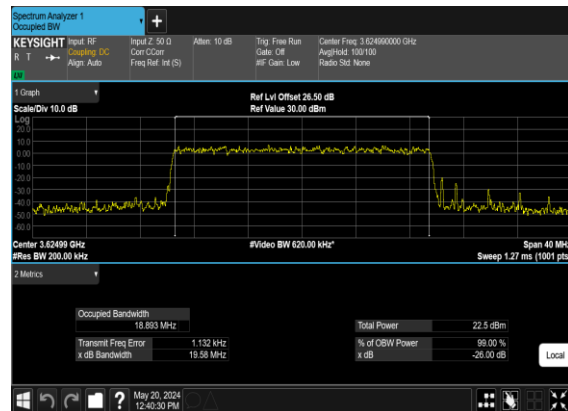 Spectrum Analyzer 1
Occupied BW
+
KEYSIGHT
R T
LU
Input: RF
Coupling: DC
Align: Auto
Input Z: 50 Ω
Corr CCorr
Freq Ref: Int (S)
Atten: 10 dB
Trig: Free Run
Gate: Off
#IF Gain: Low
Center Freq: 3.624990000 GHz
Avg|Hold: 100/100
Radio Std: None
1 Graph
Scale/Div 10.0 dB
Ref Lvl Offset 26.50 dB
Ref Value 30.00 dBm
Log
20.0
10.0
0.00
-10.0
-20.0
-30.0
-40.0
-50.0
-60.0
Center 3.62499 GHz
#Res BW 200.00 kHz
#Video BW 620.00 kHz*
Span 40 MHz
Sweep 1.27 ms (1001 pts)
2 Metrics
Occupied Bandwidth
18.893 MHz
Total Power 22.5 dBm
Transmit Freq Error 1.132 kHz
% of OBW Power 99.00 %
x dB Bandwidth 19.58 MHz
x dB -26.00 dB
Local
?
May 20, 2024
12:40:30 PM